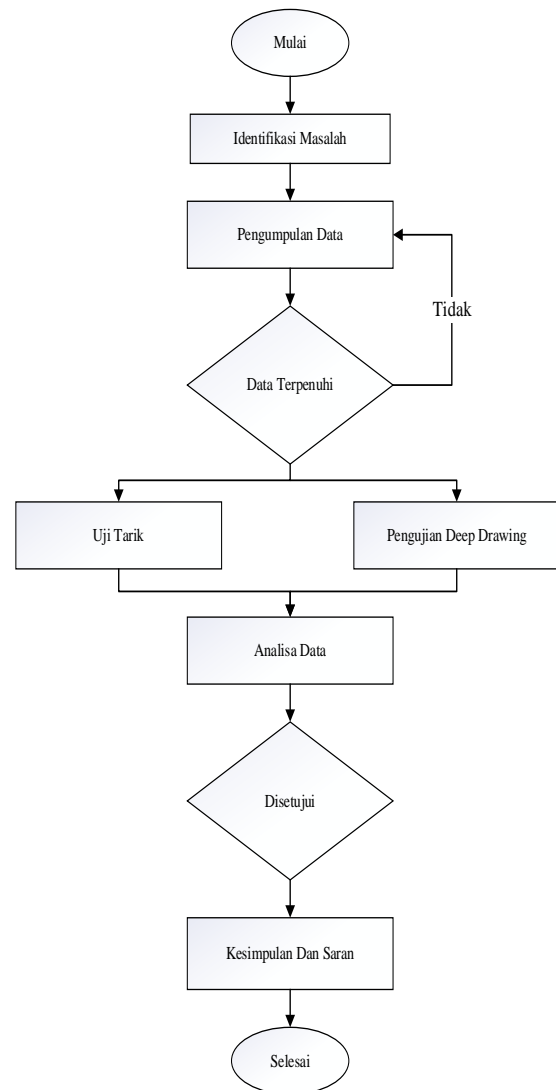 Mulai
Identifikasi Masalah
Pengumpulan Data
Tidak
Data Terpenuhi
Uji Tarik
Pengujian Deep Drawing
Analisa Data
Disetujui
Kesimpulan Dan Saran
Selesai